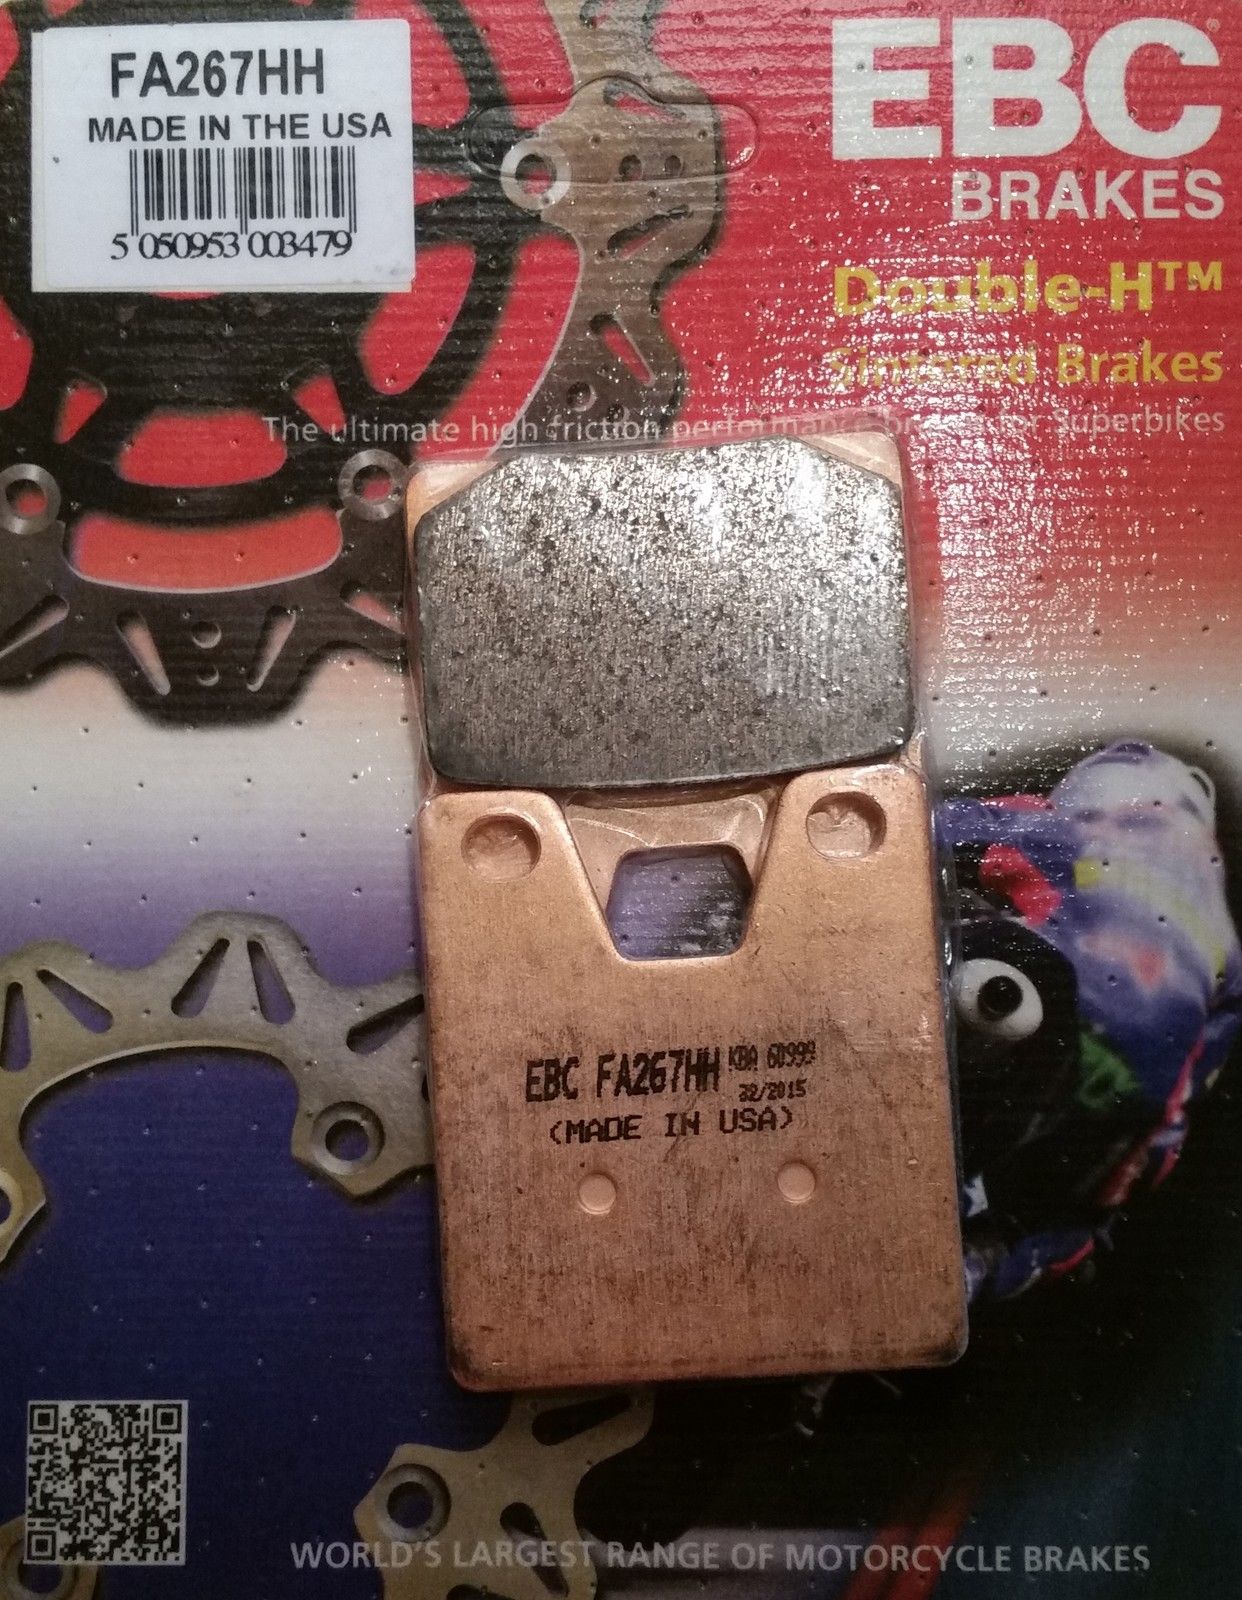 FA267HH
MADE IN THE USA
5 050953 003479
EBC
BRAKES
Double-H™
Sintered Brakes
The ultimate high friction performance brakes for Superbikes
EBC FA267HH KBA 60999
32/2015
(MADE IN USA)
WORLD'S LARGEST RANGE OF MOTORCYCLE BRAKES